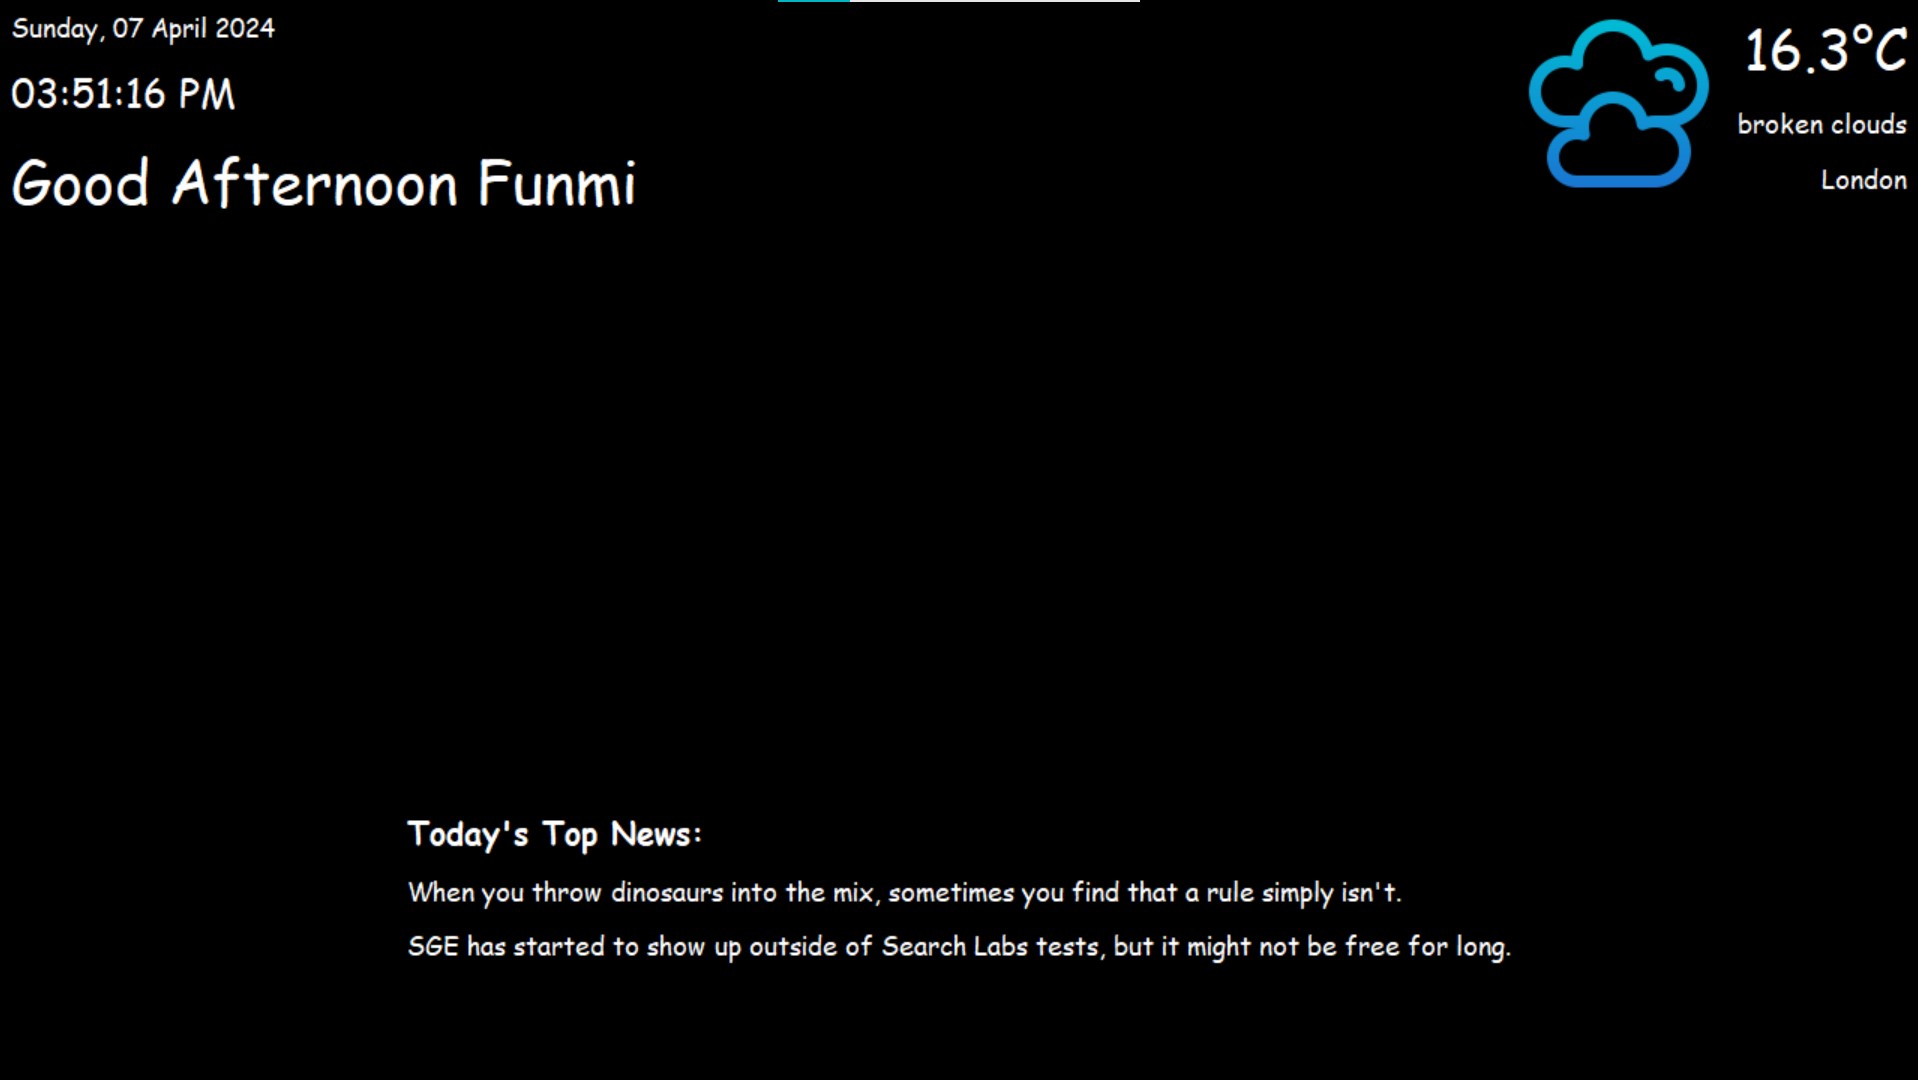 Sunday, 07 April 2024
03:51:16 PM
Good Afternoon Funmi
16.3°C
broken clouds
London
Today's Top News:
When you throw dinosaurs into the mix, sometimes you find that a rule simply isn't.
SGE has started to show up outside of Search Labs tests, but it might not be free for long.